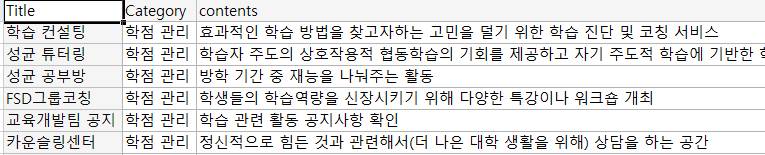 Title Category contents
학습 컨설팅 학점 관리 효과적인 학습 방법을 찾고자하는 고민을 덜기 위한 학습 진단 및 코칭 서비스
성균 튜터링 학점 관리 학습자 주도의 상호작용적 협동학습의 기회를 제공하고 자기 주도적 학습에 기반한
성균 공부방 학점 관리 방학 기간 중 재능을 나눠주는 활동
FSD그룹코칭 학점 관리 학생들의 학습역량을 신장시키기 위해 다양한 특강이나 워크숍 개최
교육개발팀 공지 학점 관리 학습 관련 활동 공지사항 확인
카운슬링센터 학점 관리 정신적으로 힘든 것과 관련해서(더 나은 대학 생활을 위해) 상담을 하는 공간